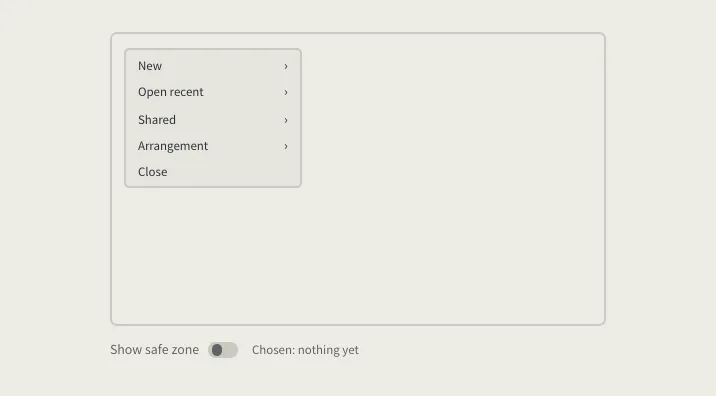 New ›
Open recent ›
Shared ›
Arrangement ›
Close
Show safe zone
Chosen: nothing yet